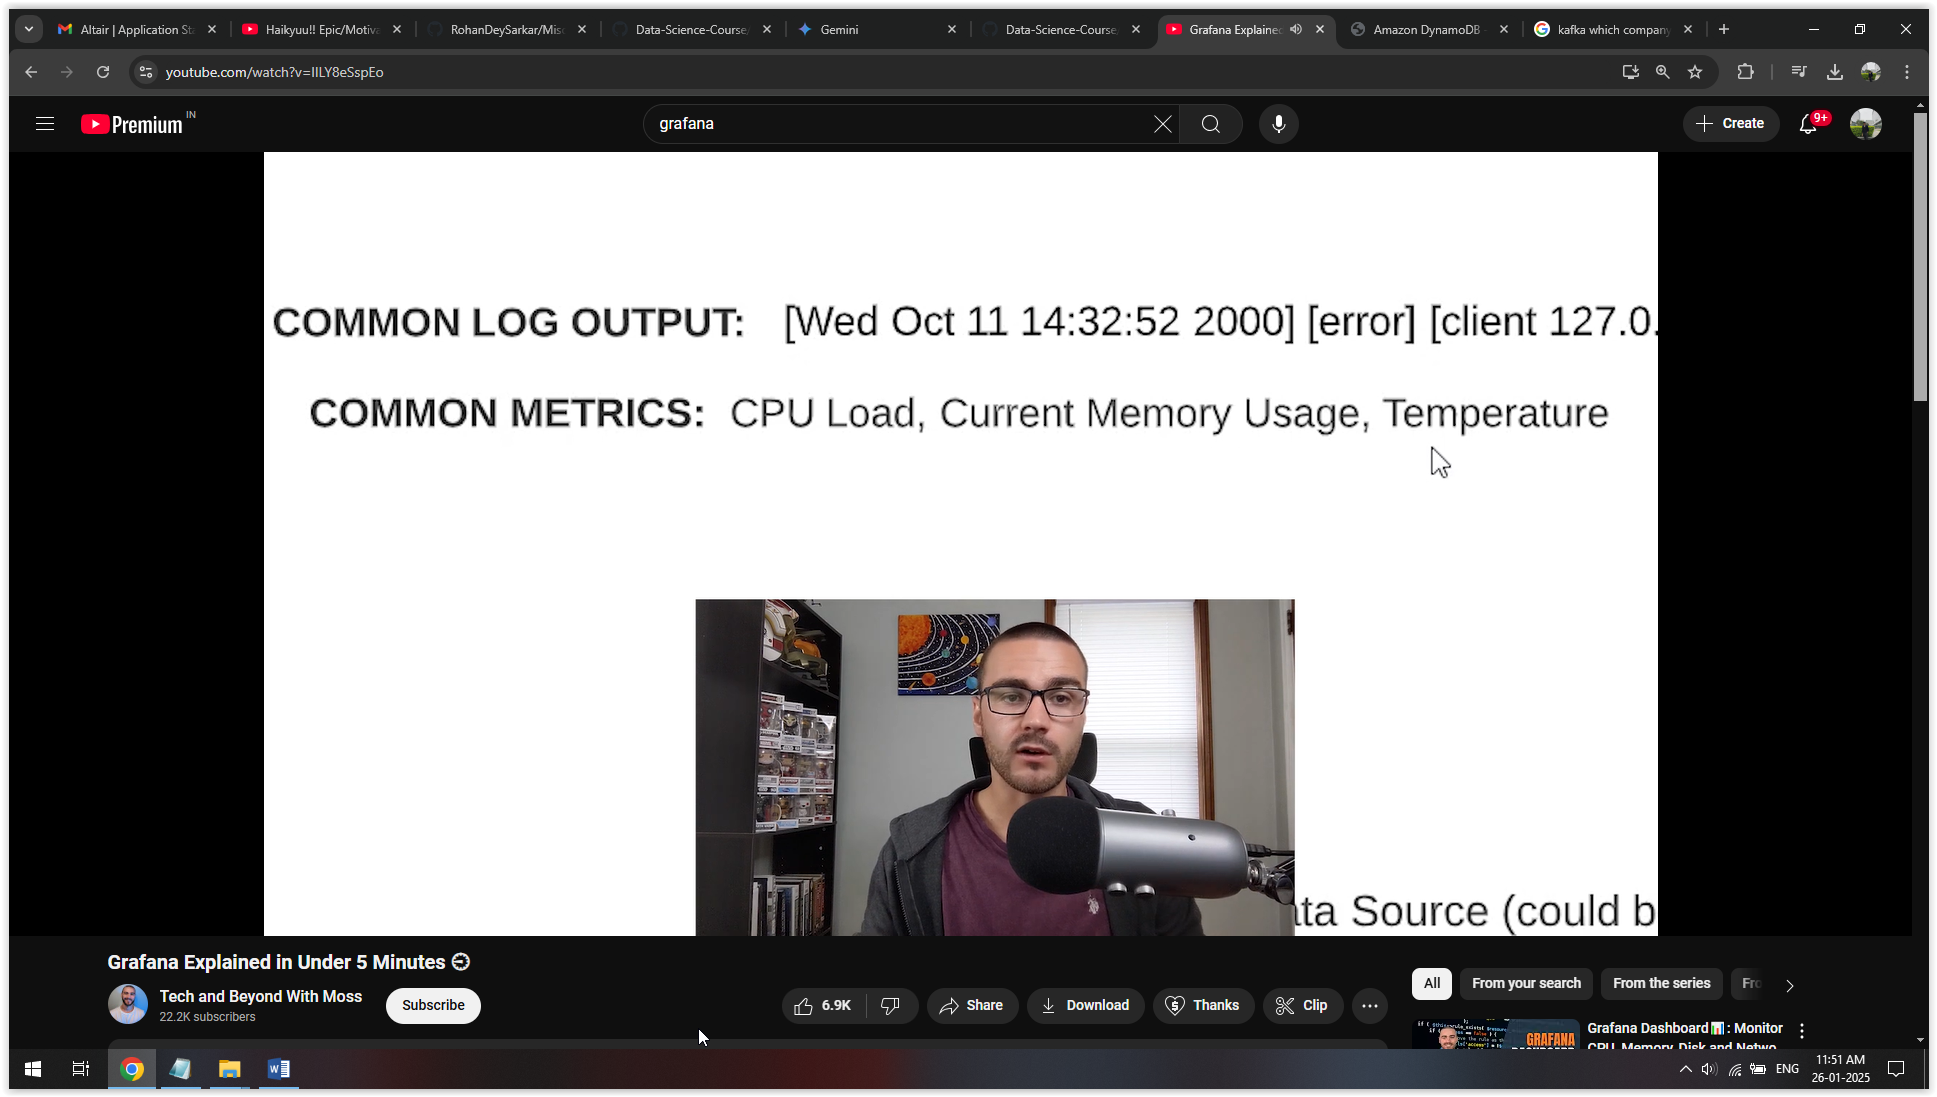 Altair | Application St
Haikyuu!! Epic/Motiva
RohanDeySarkar/Misc
Data-Science-Course/
Gemini
Data-Science-Course/
Grafana Explained
Amazon DynamoDB -
kafka which company
youtube.com/watch?v=lILY8eSspEo
Premium IN
grafana
Create
9+
COMMON LOG OUTPUT: [Wed Oct 11 14:32:52 2000] [error] [client 127.0.
COMMON METRICS: CPU Load, Current Memory Usage, Temperature
ta Source (could b
Grafana Explained in Under 5 Minutes
Tech and Beyond With Moss
22.2K subscribers
Subscribe
6.9K
Share
Download
Thanks
Clip
All
From your search
From the series
Fro
Grafana Dashboard : Monitor
CPU, Memory, Disk and Netwo
GRAFANA
ENG
11:51 AM
26-01-2025